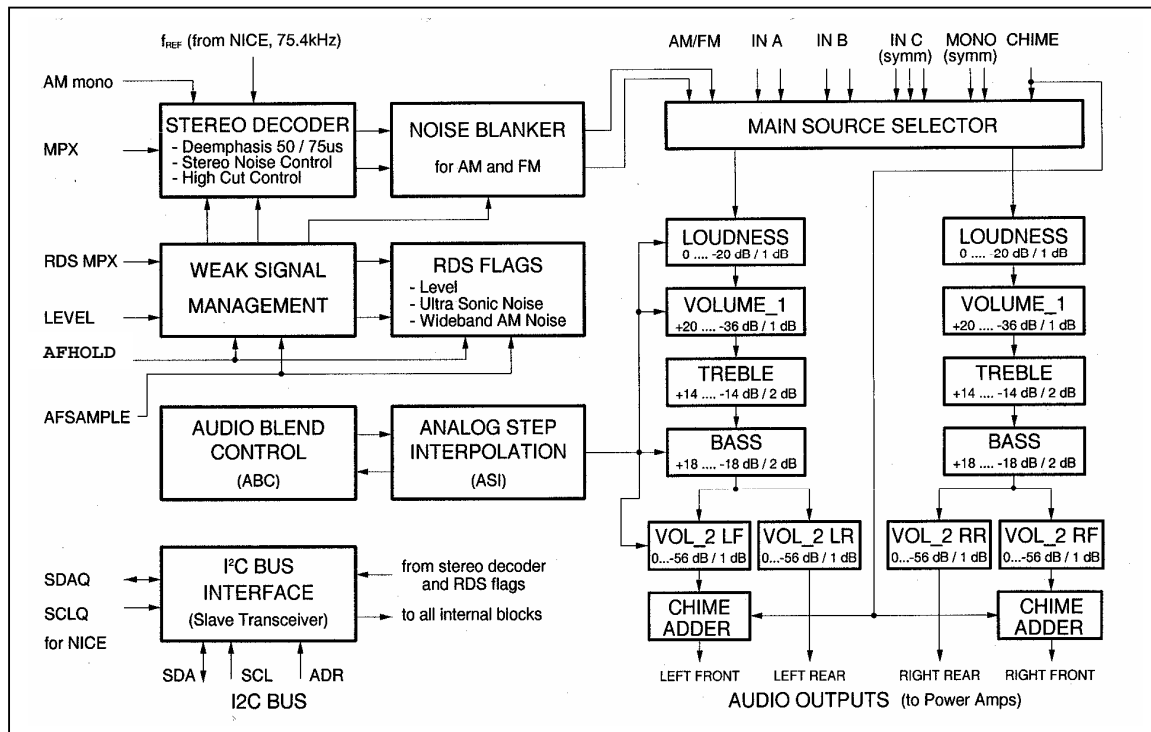 fREF (from NICE, 75.4kHz)
AM mono
MPX
STEREO DECODER
- Deemphasis 50 / 75us
- Stereo Noise Control
- High Cut Control
NOISE BLANKER
for AM and FM
RDS MPX
LEVEL
AFHOLD
AFSAMPLE
WEAK SIGNAL
MANAGEMENT
RDS FLAGS
- Level
- Ultra Sonic Noise
- Wideband AM Noise
AUDIO BLEND
CONTROL
(ABC)
ANALOG STEP
INTERPOLATION
(ASI)
SDAQ
SCLQ
for NICE
I²C BUS
INTERFACE
(Slave Transceiver)
from stereo decoder
and RDS flags
to all internal blocks
SDA
SCL
ADR
I2C BUS
AM/FM
IN A
IN B
IN C
(symm)
MONO
(symm)
CHIME
MAIN SOURCE SELECTOR
LOUDNESS
0 .... -20 dB / 1 dB
LOUDNESS
0 .... -20 dB / 1 dB
VOLUME_1
+20 .... -36 dB / 1 dB
VOLUME_1
+20 .... -36 dB / 1 dB
TREBLE
+14 .... -14 dB / 2 dB
TREBLE
+14 .... -14 dB / 2 dB
BASS
+18 .... -18 dB / 2 dB
BASS
+18 .... -18 dB / 2 dB
VOL_2 LF
0...-56 dB / 1 dB
VOL_2 LR
0...-56 dB / 1 dB
VOL_2 RR
0...-56 dB / 1 dB
VOL_2 RF
0...-56 dB / 1 dB
CHIME
ADDER
CHIME
ADDER
LEFT FRONT
LEFT REAR
RIGHT REAR
RIGHT FRONT
AUDIO OUTPUTS (to Power Amps)